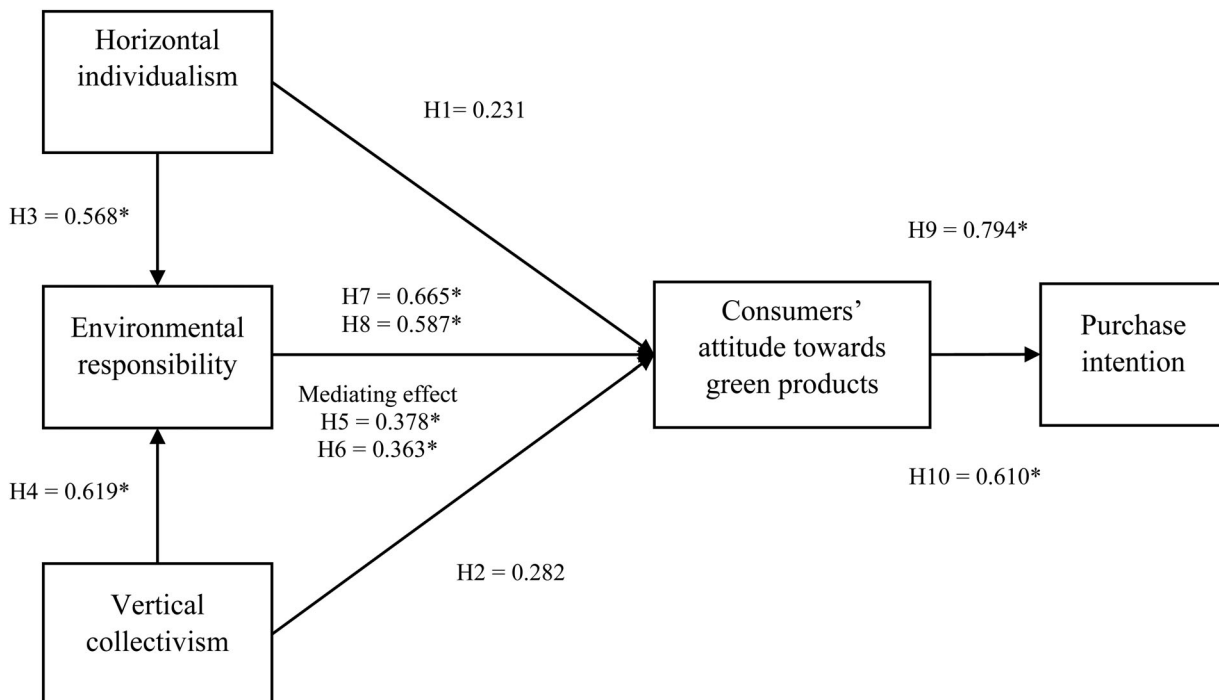 Horizontal
individualism
H1= 0.231
H3 = 0.568*
H9 = 0.794*
Environmental
responsibility
H7 = 0.665*
H8 = 0.587*
Mediating effect
H5 = 0.378*
H6 = 0.363*
Consumers’
attitude towards
green products
Purchase
intention
H10 = 0.610*
H4 = 0.619*
H2 = 0.282
Vertical
collectivism